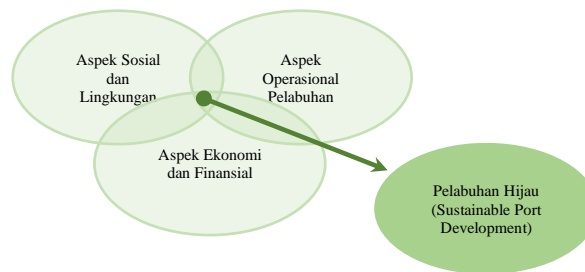 Aspek Sosial
dan
Lingkungan
Aspek
Operasional
Pelabuhan
Aspek Ekonomi
dan Finansial
Pelabuhan Hijau
(Sustainable Port
Development)